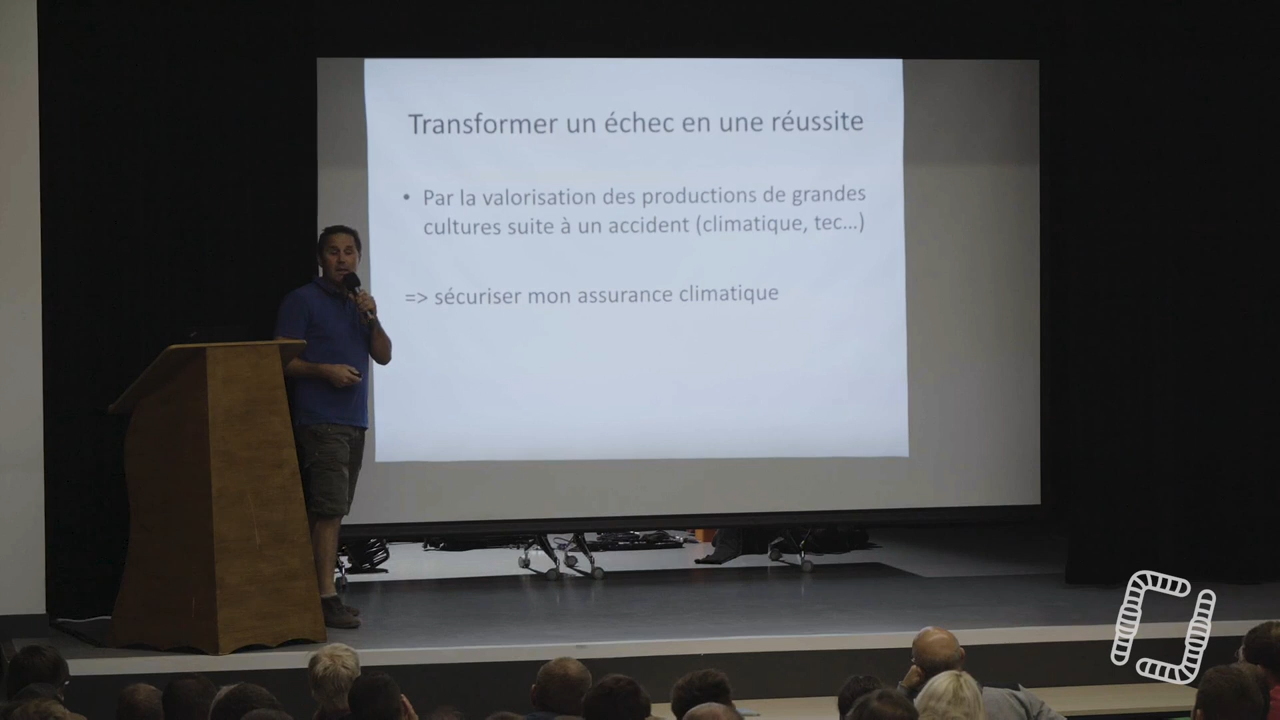 Transformer un échec en une réussite
• Par la valorisation des productions de grandes
cultures suite à un accident (climatique, tec...)
=> sécuriser mon assurance climatique